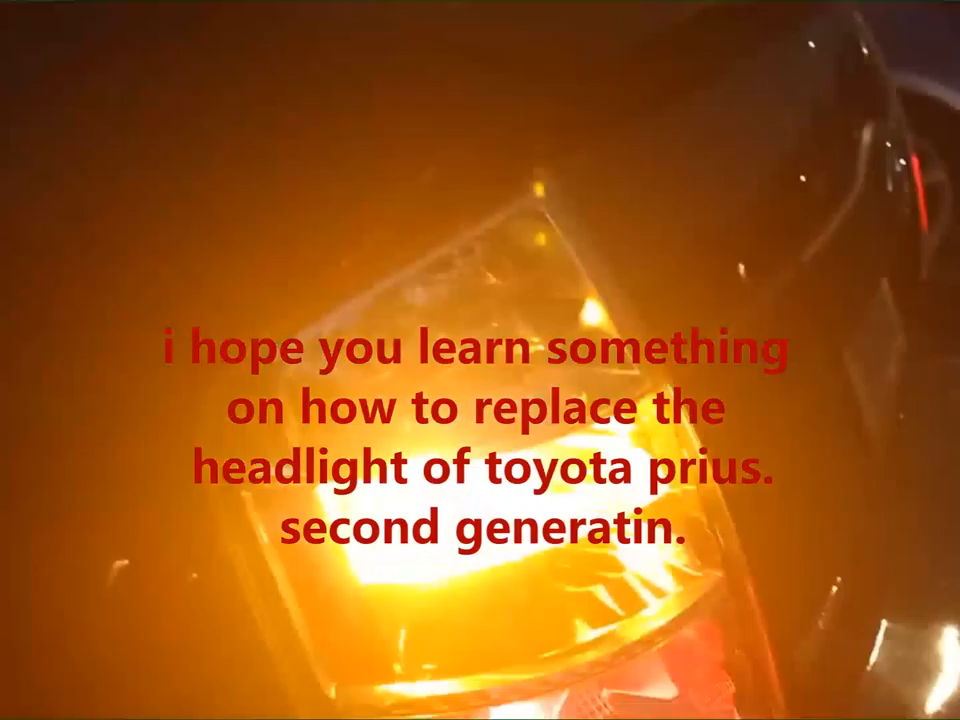 i hope you learn something
on how to replace the
headlight of toyota prius.
second generatin.